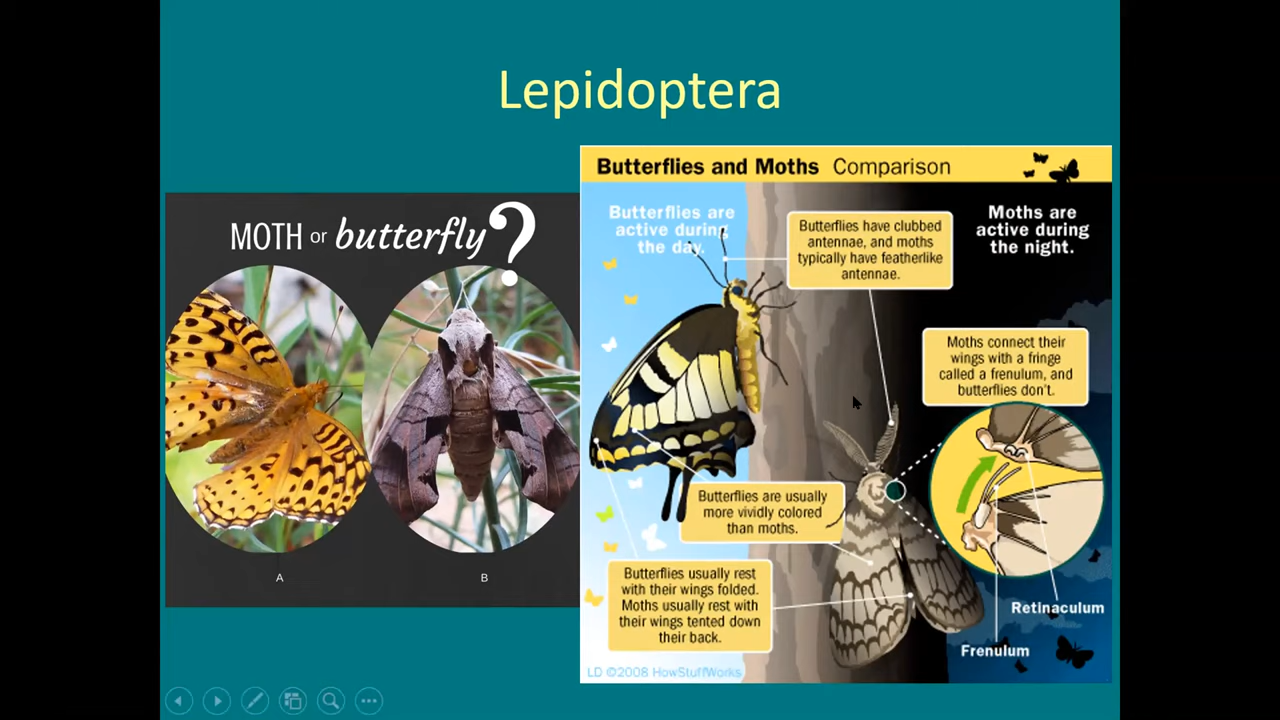 Lepidoptera
MOTH or butterfly?
A
B
Butterflies and Moths Comparison
Butterflies are
active during
the day.
Butterflies have clubbed
antennae, and moths
typically have featherlike
antennae.
Moths are
active during
the night.
Moths connect their
wings with a fringe
called a frenulum, and
butterflies don't.
Butterflies are usually
more vividly colored
than moths.
Butterflies usually rest
with their wings folded.
Moths usually rest with
their wings tented down
their back.
Retinaculum
Frenulum
LD ©2008 HowStuffWorks